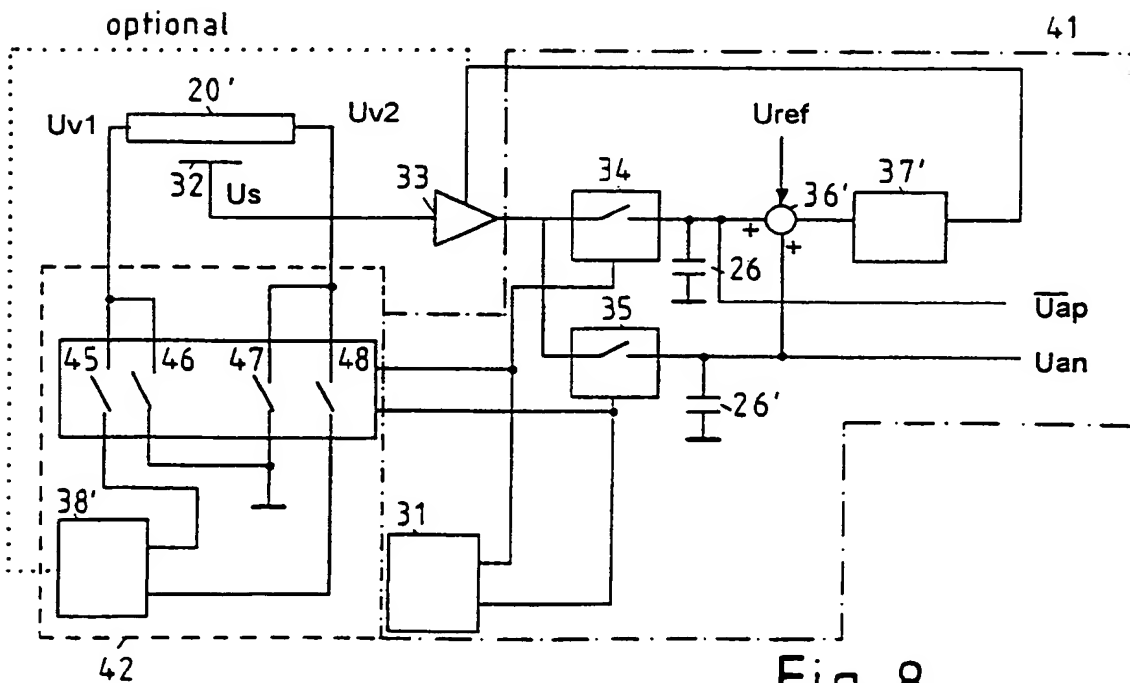 optional
41
20'
Uv1
Uv2
Uref
32
Us
33
34
36'
37'
+
+
26
U̅a̅p̅
35
Uan
26'
45
46
47
48
38'
31
42
Fig. 8